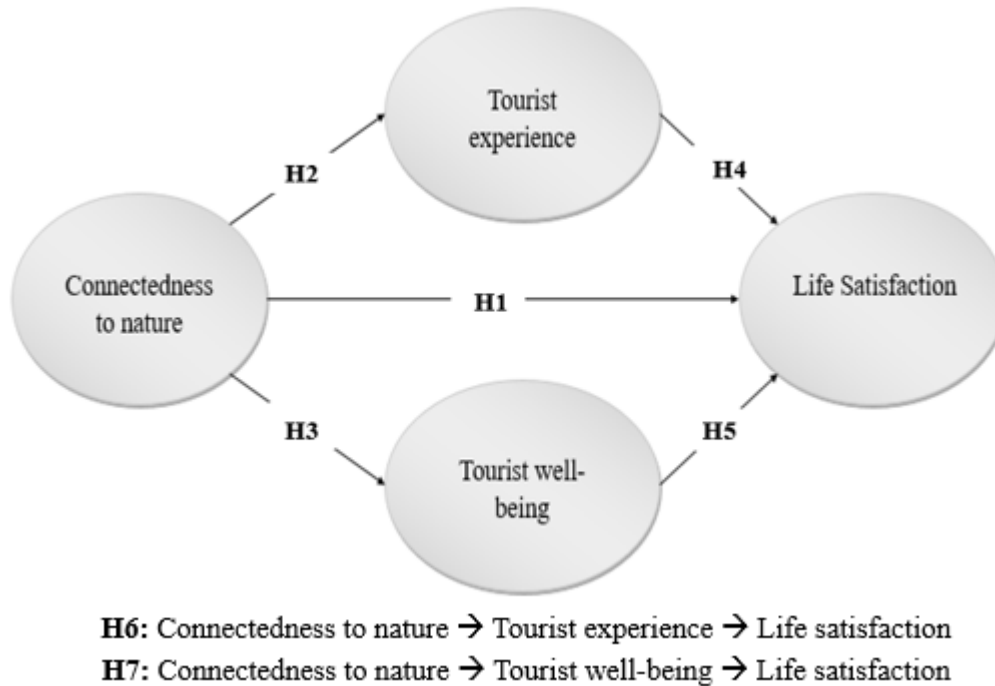 Tourist
experience
H2
H4
Connectedness
to nature
H1
Life Satisfaction
H3
H5
Tourist well-
being
H6: Connectedness to nature → Tourist experience → Life satisfaction
H7: Connectedness to nature → Tourist well-being → Life satisfaction